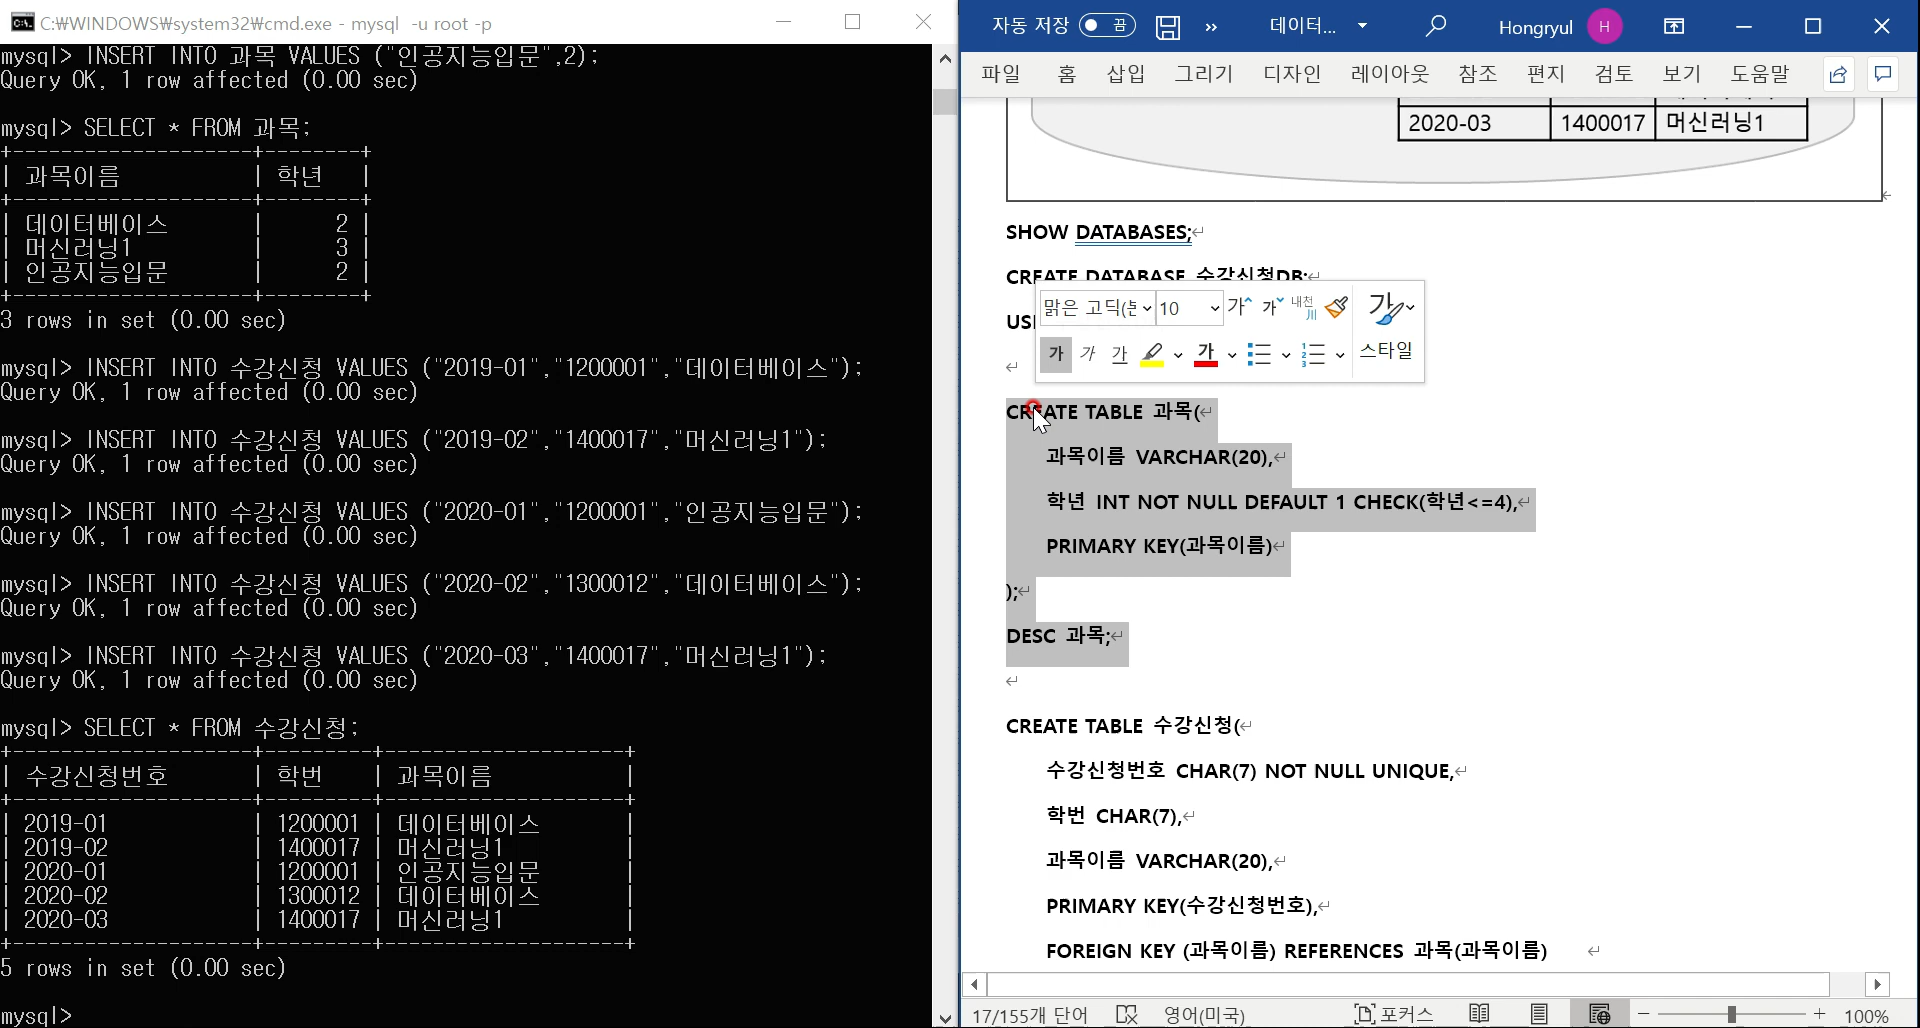 C:₩WINDOWS₩system32₩cmd.exe - mysql  -u root -p
mysql> INSERT INTO 과목 VALUES ("인공지능입문",2);
Query OK, 1 row affected (0.00 sec)
mysql> SELECT * FROM 과목;
| 과목이름 | 학년 |
| 데이터베이스 | 2 |
| 머신러닝1 | 3 |
| 인공지능입문 | 2 |
3 rows in set (0.00 sec)
mysql> INSERT INTO 수강신청 VALUES ("2019-01","1200001","데이터베이스");
Query OK, 1 row affected (0.00 sec)
mysql> INSERT INTO 수강신청 VALUES ("2019-02","1400017","머신러닝1");
Query OK, 1 row affected (0.00 sec)
mysql> INSERT INTO 수강신청 VALUES ("2020-01","1200001","인공지능입문");
Query OK, 1 row affected (0.00 sec)
mysql> INSERT INTO 수강신청 VALUES ("2020-02","1300012","데이터베이스");
Query OK, 1 row affected (0.00 sec)
mysql> INSERT INTO 수강신청 VALUES ("2020-03","1400017","머신러닝1");
Query OK, 1 row affected (0.00 sec)
mysql> SELECT * FROM 수강신청;
| 수강신청번호 | 학번 | 과목이름 |
| 2019-01 | 1200001 | 데이터베이스 |
| 2019-02 | 1400017 | 머신러닝1 |
| 2020-01 | 1200001 | 인공지능입문 |
| 2020-02 | 1300012 | 데이터베이스 |
| 2020-03 | 1400017 | 머신러닝1 |
5 rows in set (0.00 sec)
mysql>
자동 저장 끔 데이터... Hongryul H
파일 홈 삽입 그리기 디자인 레이아웃 참조 편지 검토 보기 도움말
2020-03 1400017 머신러닝1
SHOW DATABASES;
CREATE DATABASE 수강신청DB;
맑은 고딕(본 10 가 가 내천 가
가 가 가 가 스타일
CREATE TABLE 과목(
과목이름 VARCHAR(20),
학년 INT NOT NULL DEFAULT 1 CHECK(학년<=4),
PRIMARY KEY(과목이름)
);
DESC 과목;
CREATE TABLE 수강신청(
수강신청번호 CHAR(7) NOT NULL UNIQUE,
학번 CHAR(7),
과목이름 VARCHAR(20),
PRIMARY KEY(수강신청번호),
FOREIGN KEY (과목이름) REFERENCES 과목(과목이름)
17/155개 단어 영어(미국) 포커스 100%